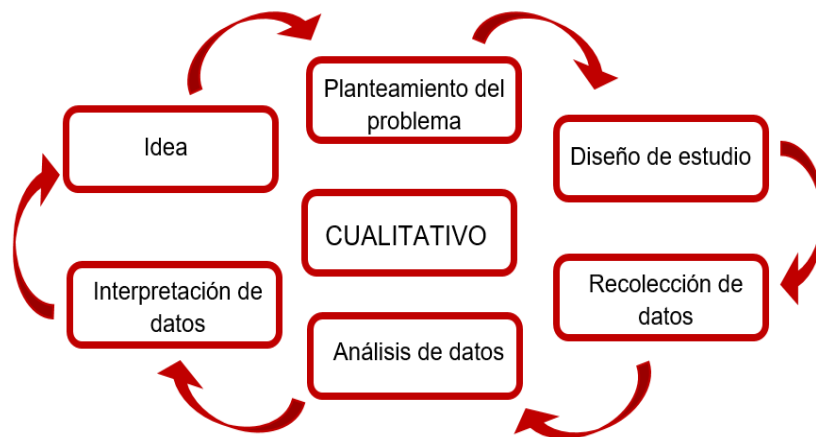 Planteamiento del
problema
Idea
Diseño de estudio
CUALITATIVO
Interpretación de
datos
Recolección de
datos
Análisis de datos